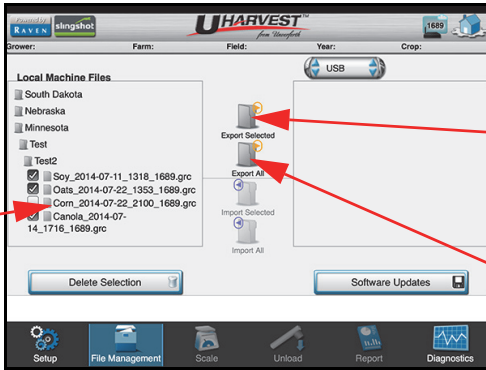 Powered by
RAVEN
slingshot
UHARVEST™
from Unverferth
1689
Grower: Farm: Field: Year: Crop:
Local Machine Files
USB
South Dakota
Nebraska
Minnesota
Test
Test2
Soy_2014-07-11_1318_1689.grc
Oats_2014-07-22_1353_1689.grc
Corn_2014-07-22_2100_1689.grc
Canola_2014-07-
14_1716_1689.grc
Export Selected
Export All
Import Selected
Import All
Delete Selection
Software Updates
Setup
File Management
Scale
Unload
Report
Diagnostics